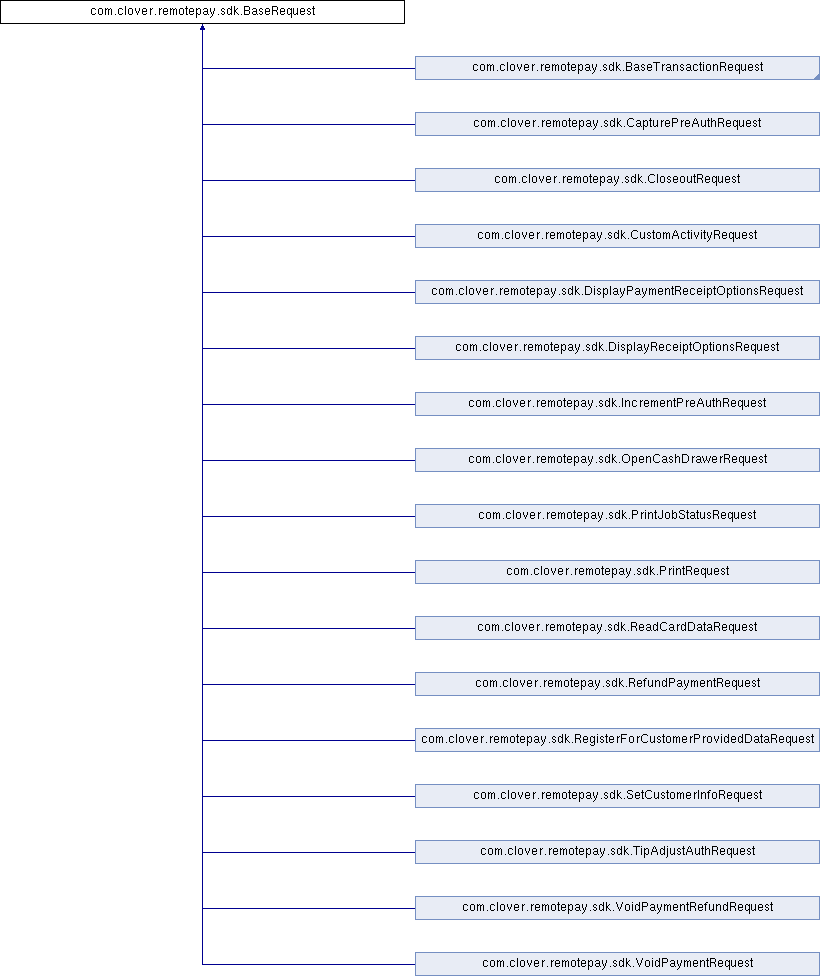 com.clover.remotepay.sdk.BaseRequest
com.clover.remotepay.sdk.BaseTransactionRequest
com.clover.remotepay.sdk.CapturePreAuthRequest
com.clover.remotepay.sdk.CloseoutRequest
com.clover.remotepay.sdk.CustomActivityRequest
com.clover.remotepay.sdk.DisplayPaymentReceiptOptionsRequest
com.clover.remotepay.sdk.DisplayReceiptOptionsRequest
com.clover.remotepay.sdk.IncrementPreAuthRequest
com.clover.remotepay.sdk.OpenCashDrawerRequest
com.clover.remotepay.sdk.PrintJobStatusRequest
com.clover.remotepay.sdk.PrintRequest
com.clover.remotepay.sdk.ReadCardDataRequest
com.clover.remotepay.sdk.RefundPaymentRequest
com.clover.remotepay.sdk.RegisterForCustomerProvidedDataRequest
com.clover.remotepay.sdk.SetCustomerInfoRequest
com.clover.remotepay.sdk.TipAdjustAuthRequest
com.clover.remotepay.sdk.VoidPaymentRefundRequest
com.clover.remotepay.sdk.VoidPaymentRequest